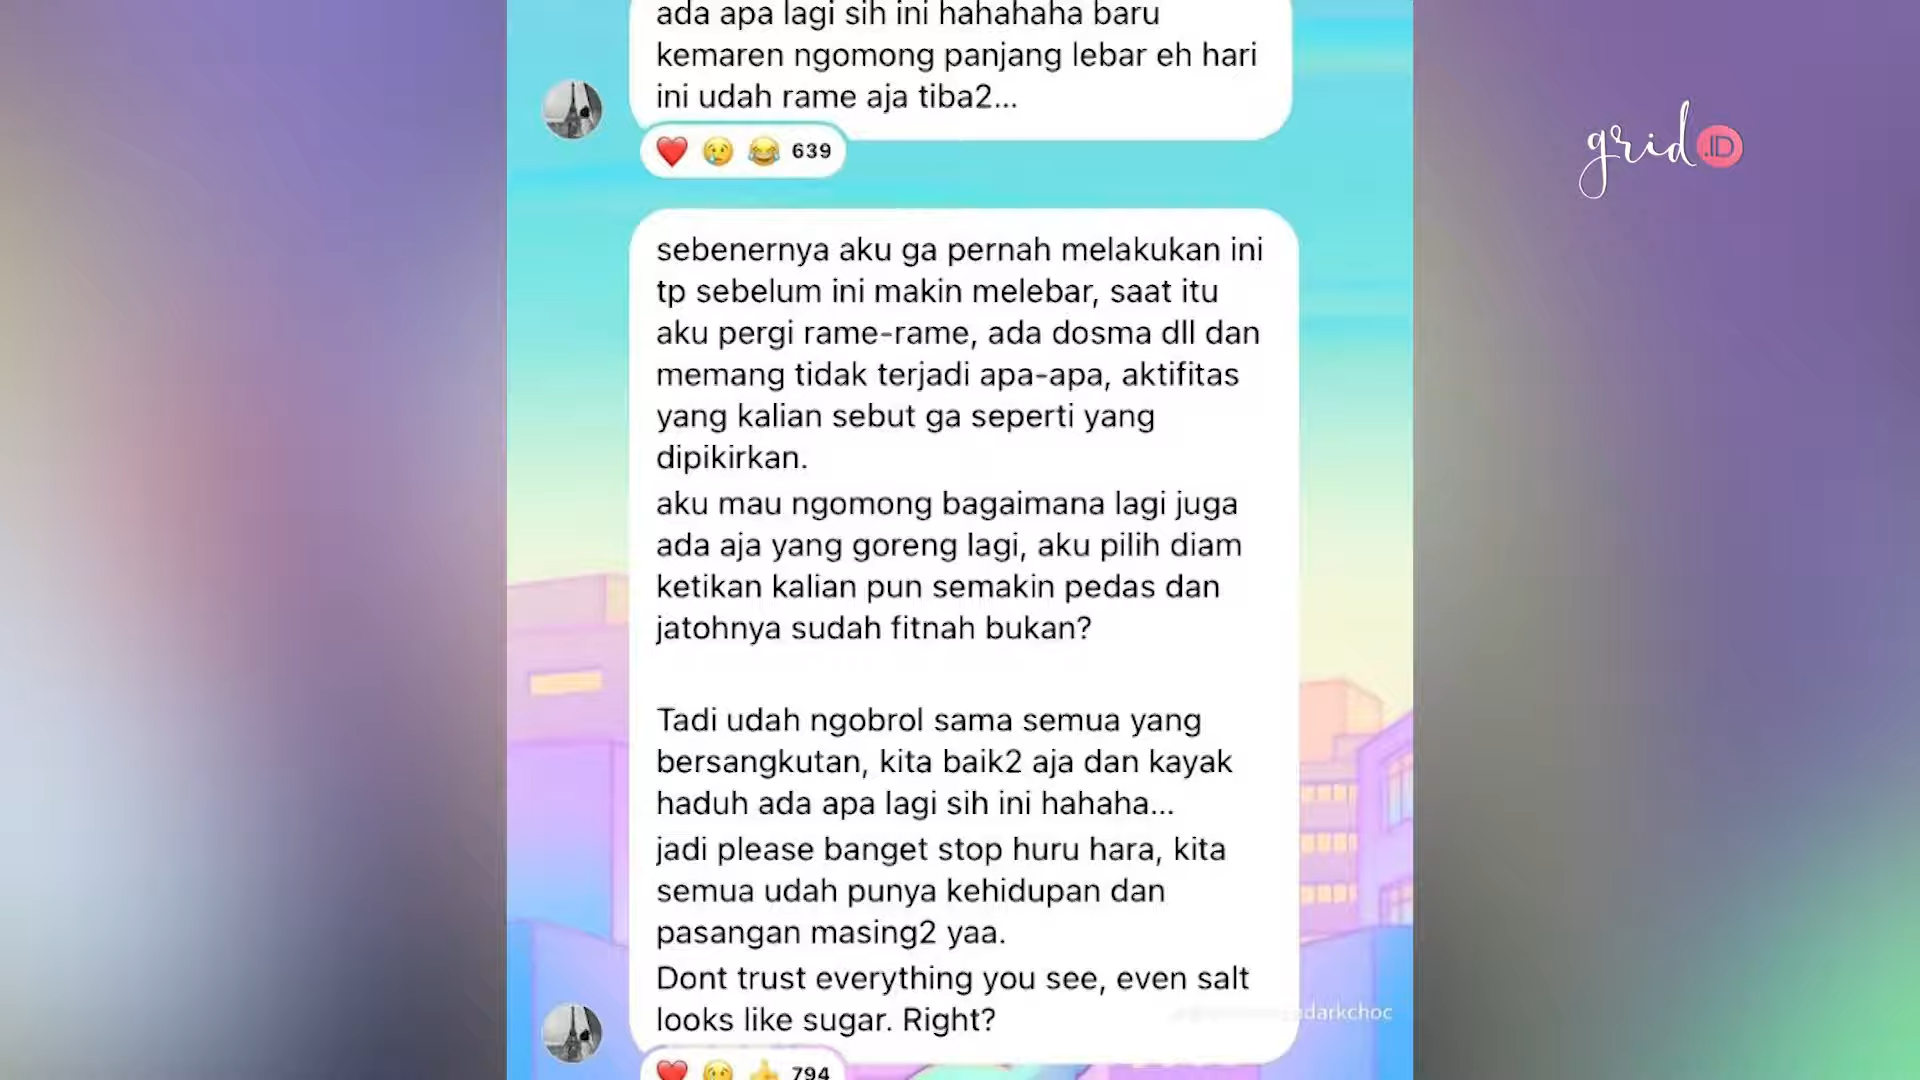 ada apa lagi sih ini hahahaha baru
kemaren ngomong panjang lebar eh hari
ini udah rame aja tiba2...
639
grid .ID
sebenernya aku ga pernah melakukan ini
tp sebelum ini makin melebar, saat itu
aku pergi rame-rame, ada dosma dll dan
memang tidak terjadi apa-apa, aktifitas
yang kalian sebut ga seperti yang
dipikirkan.
aku mau ngomong bagaimana lagi juga
ada aja yang goreng lagi, aku pilih diam
ketikan kalian pun semakin pedas dan
jatohnya sudah fitnah bukan?
Tadi udah ngobrol sama semua yang
bersangkutan, kita baik2 aja dan kayak
haduh ada apa lagi sih ini hahaha...
jadi please banget stop huru hara, kita
semua udah punya kehidupan dan
pasangan masing2 yaa.
Dont trust everything you see, even salt
looks like sugar. Right?
794